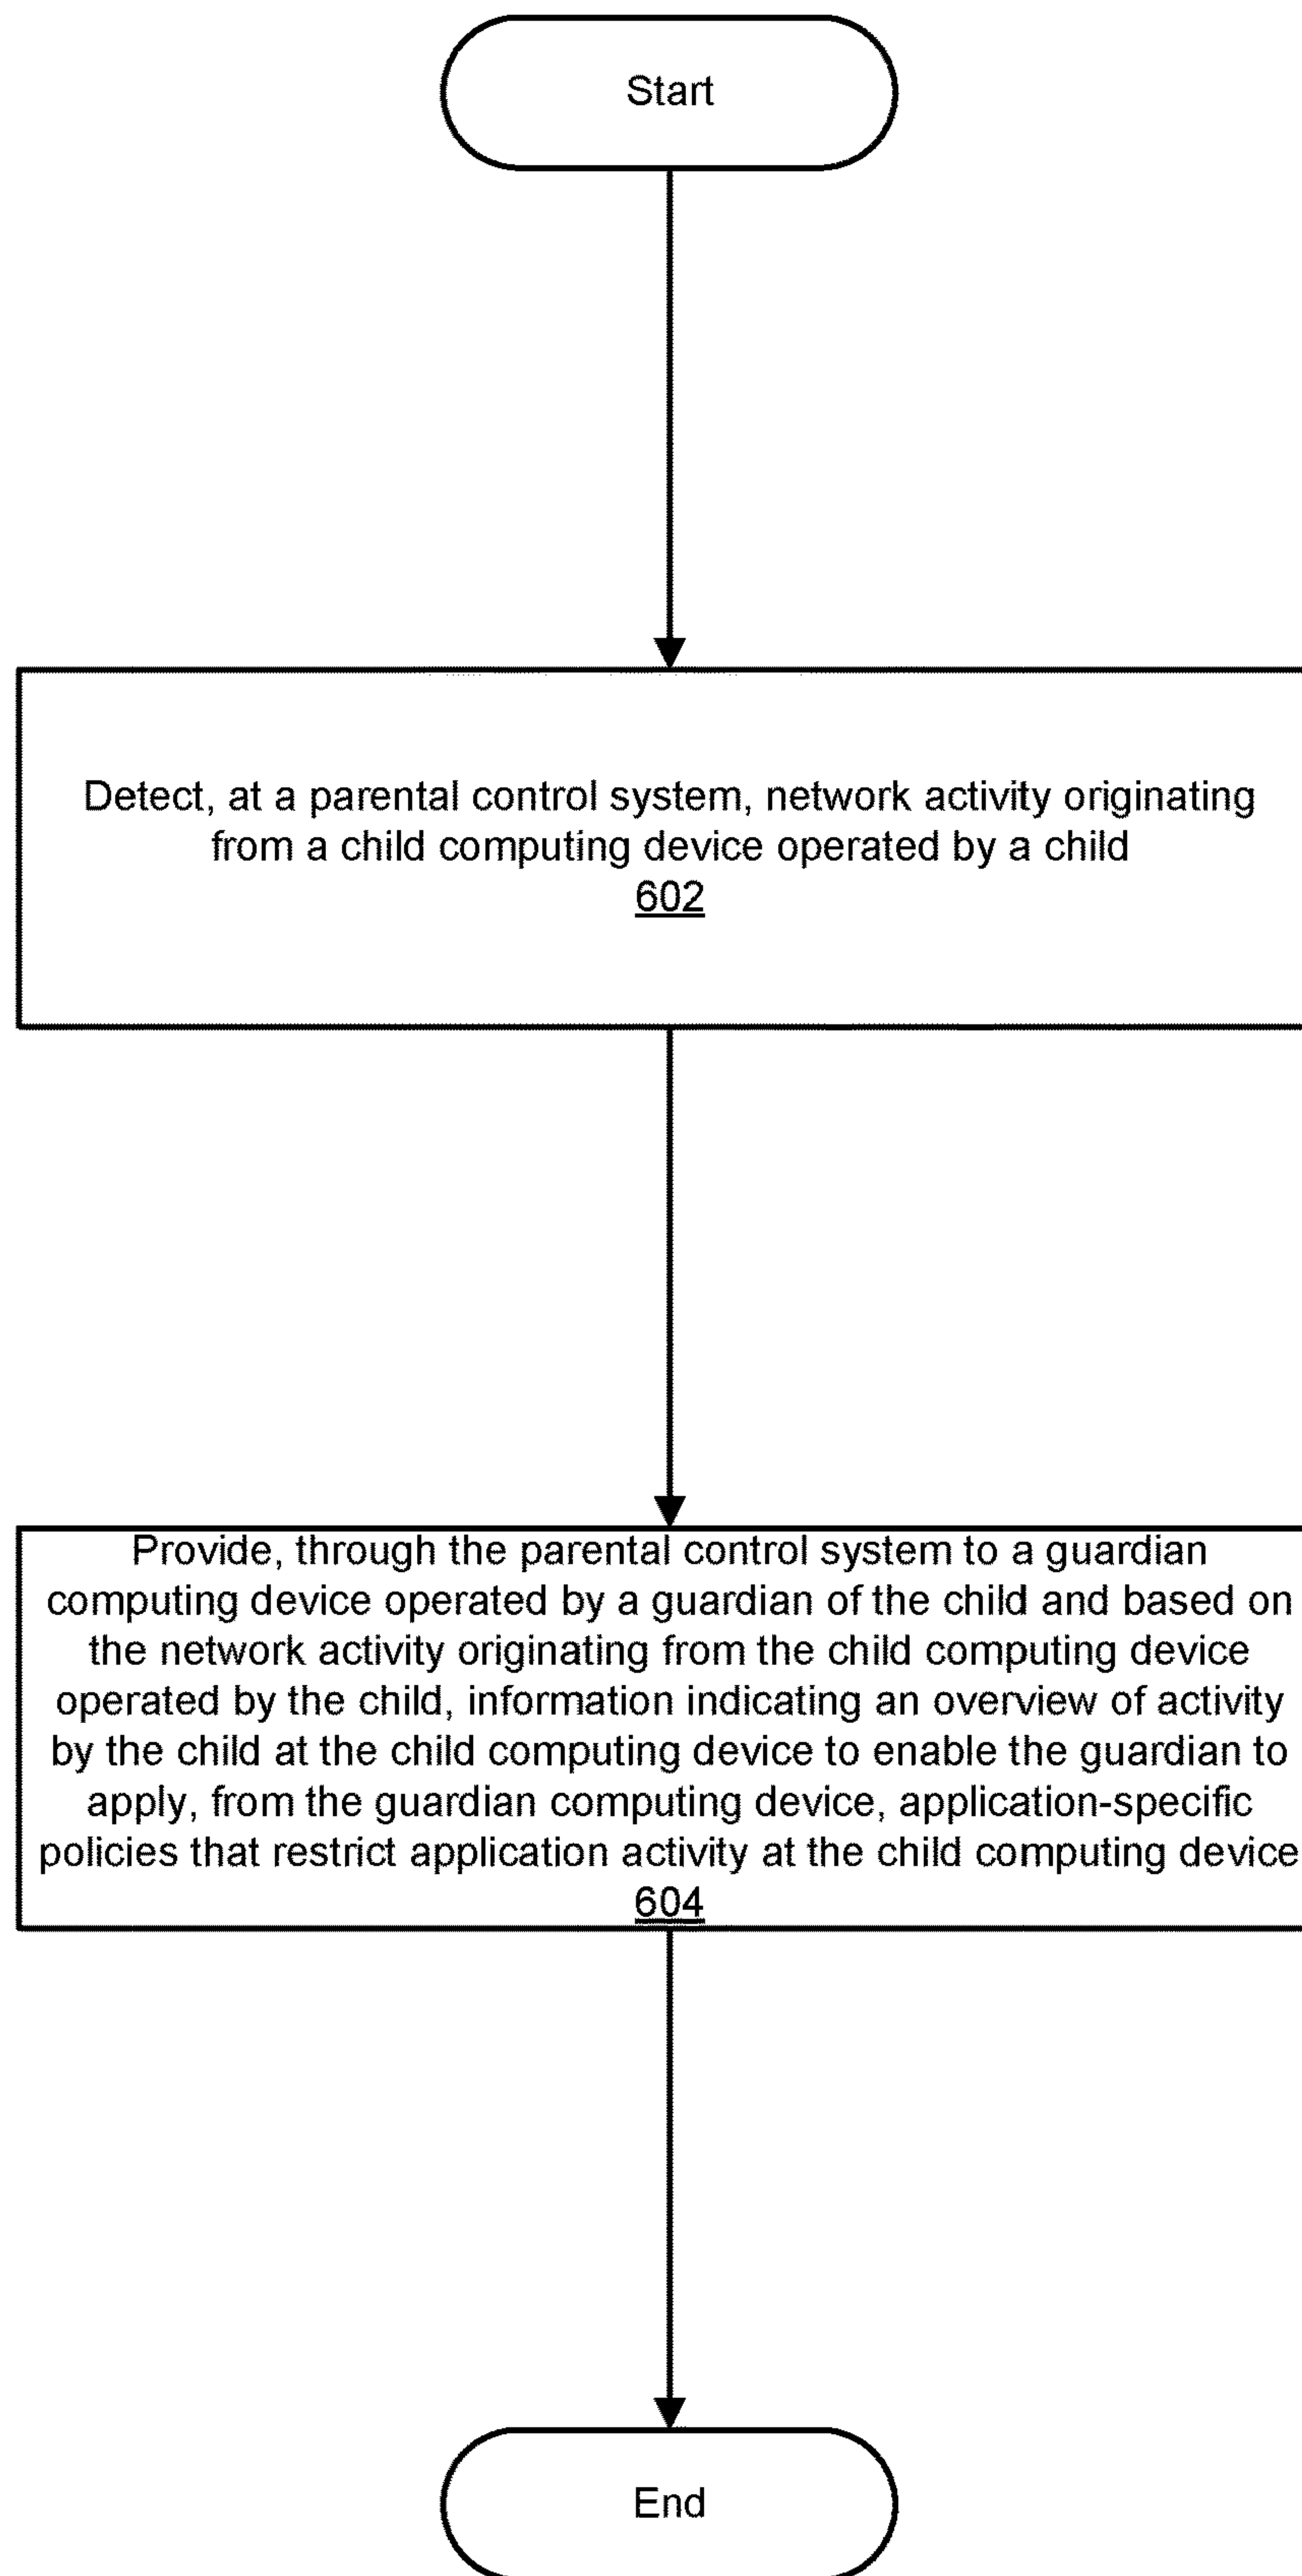 Start
Detect, at a parental control system, network activity originating
from a child computing device operated by a child
602
Provide, through the parental control system to a guardian
computing device operated by a guardian of the child and based on
the network activity originating from the child computing device
operated by the child, information indicating an overview of activity
by the child at the child computing device to enable the guardian to
apply, from the guardian computing device, application-specific
policies that restrict application activity at the child computing device
604
End